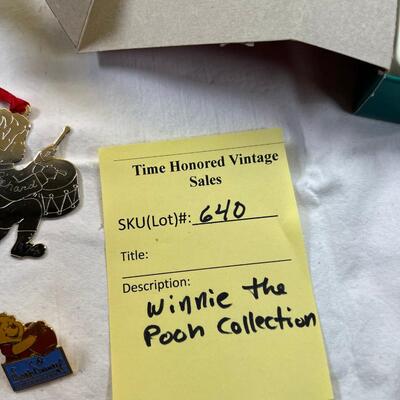 Time Honored Vintage
Sales
SKU(Lot)#: 640
Title:
Description:
Winnie the
Pooh Collection